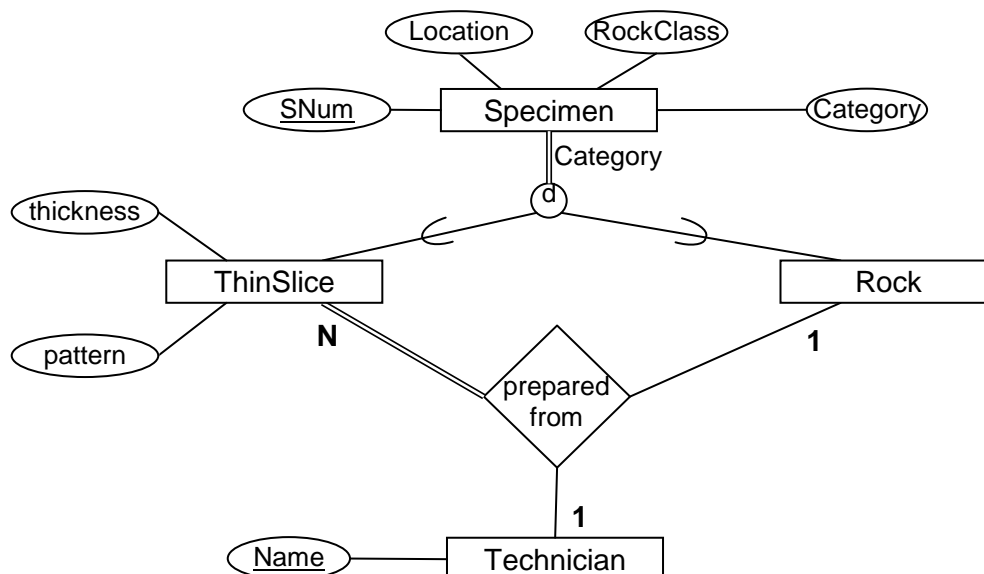 Location
RockClass
SNum
Specimen
Category
Category
d
thickness
ThinSlice
Rock
N
1
pattern
prepared
from
1
Name
Technician